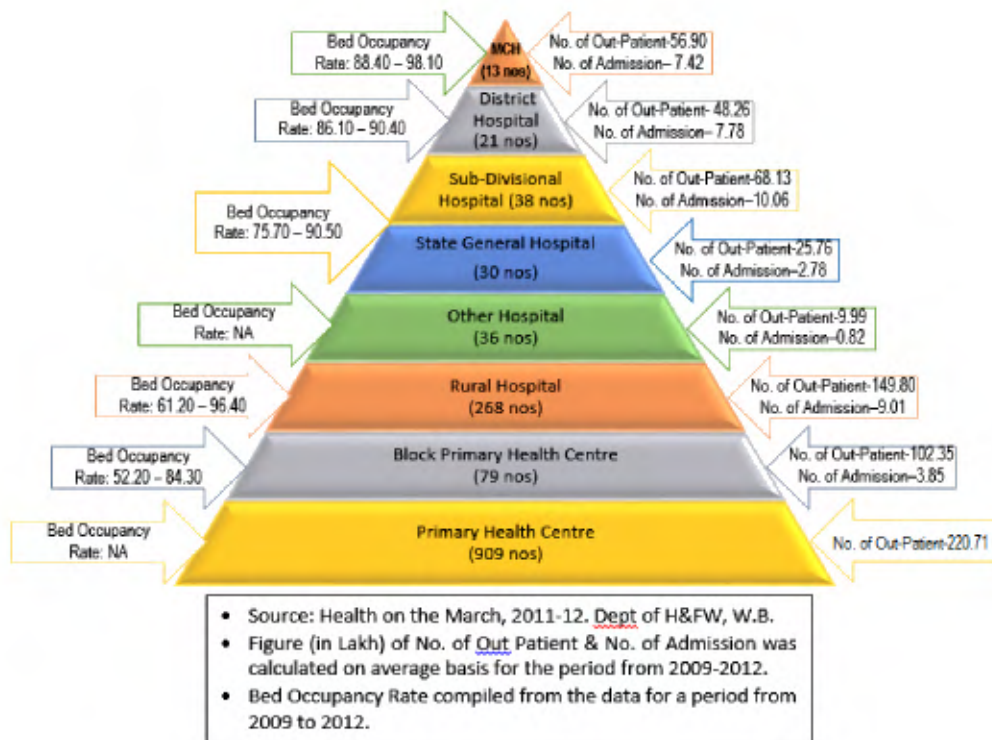 Bed Occupancy
Rate: 88.40 – 98.10
MCH
(13 nos)
No. of Out-Patient-56.90
No. of Admission– 7.42
Bed Occupancy
Rate: 86.10 – 90.40
District
Hospital
(21 nos)
No. of Out-Patient- 48.26
No. of Admission– 7.78
Bed Occupancy
Rate: 75.70 – 90.50
Sub-Divisional
Hospital (38 nos)
No. of Out-Patient-68.13
No. of Admission–10.06
State General Hospital
(30 nos)
No. of Out-Patient-25.76
No. of Admission–2.78
Bed Occupancy
Rate: NA
Other Hospital
(36 nos)
No. of Out-Patient-9.99
No. of Admission–0.82
Bed Occupancy
Rate: 61.20 – 96.40
Rural Hospital
(268 nos)
No. of Out-Patient-149.80
No. of Admission–9.01
Bed Occupancy
Rate: 52.20 – 84.30
Block Primary Health Centre
(79 nos)
No. of Out-Patient-102.35
No. of Admission–3.85
Bed Occupancy
Rate: NA
Primary Health Centre
(909 nos)
No. of Out-Patient-220.71
• Source: Health on the March, 2011-12. Dept of H&FW, W.B.
• Figure (in Lakh) of No. of Out Patient & No. of Admission was
calculated on average basis for the period from 2009-2012.
• Bed Occupancy Rate compiled from the data for a period from
2009 to 2012.